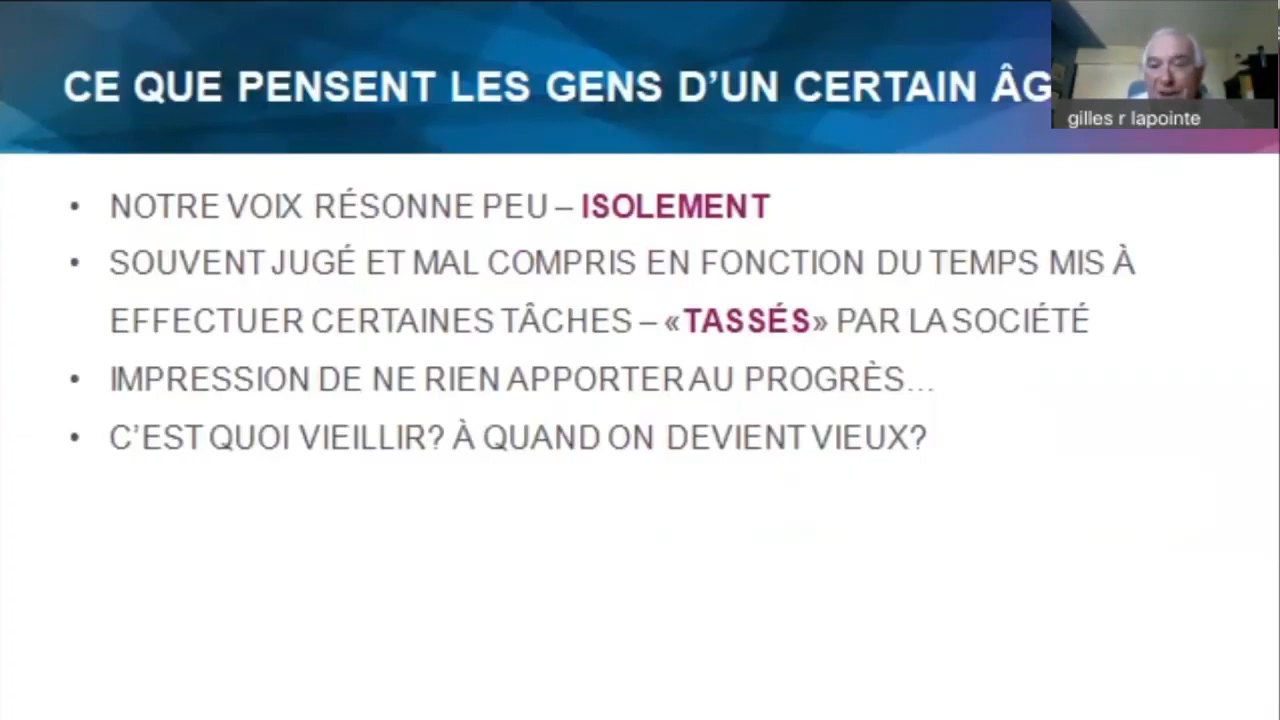 CE QUE PENSENT LES GENS D’UN CERTAIN ÂG
gilles r lapointe
• NOTRE VOIX RÉSONNE PEU – ISOLEMENT
• SOUVENT JUGÉ ET MAL COMPRIS EN FONCTION DU TEMPS MIS À
EFFECTUER CERTAINES TÂCHES – «TASSÉS» PAR LA SOCIÉTÉ
• IMPRESSION DE NE RIEN APPORTER AU PROGRÈS...
• C’EST QUOI VIEILLIR? À QUAND ON DEVIENT VIEUX?